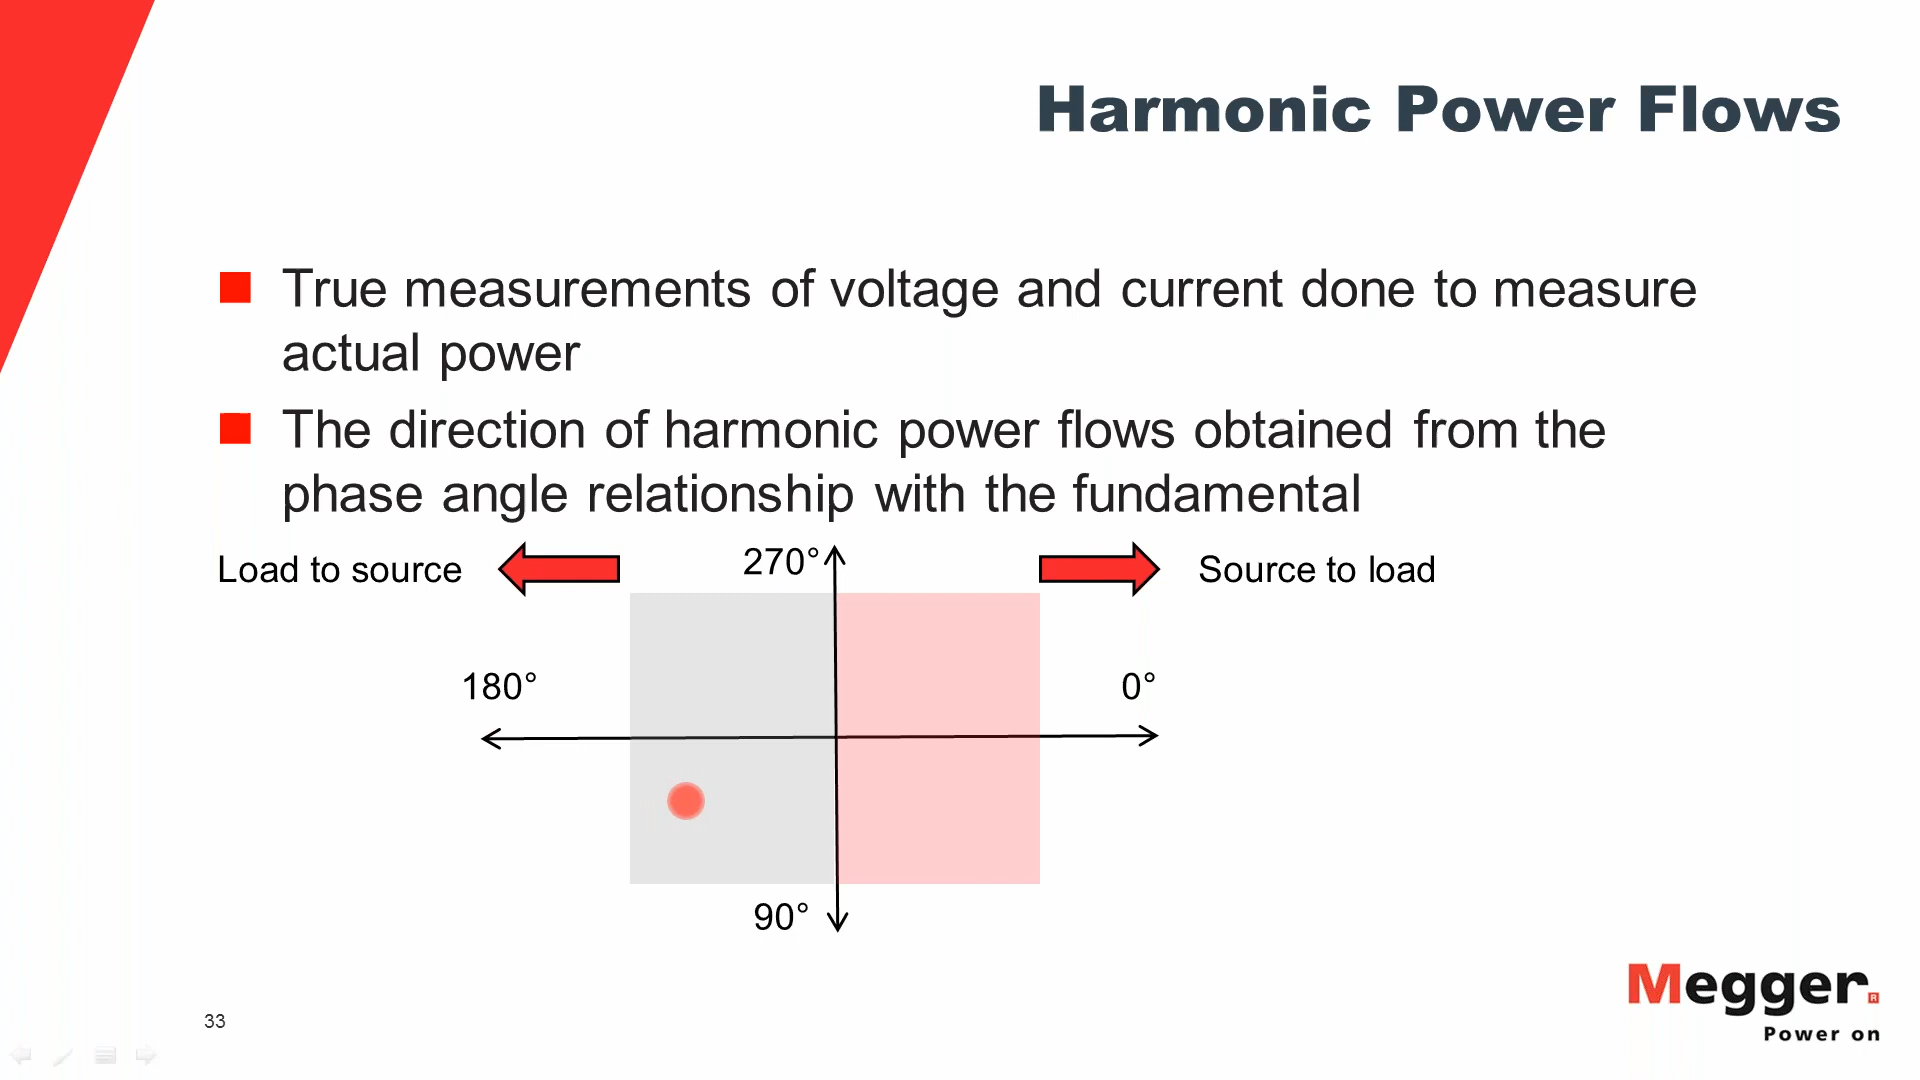 Harmonic Power Flows
True measurements of voltage and current done to measure
actual power
The direction of harmonic power flows obtained from the
phase angle relationship with the fundamental
Load to source
270°
Source to load
180°
0°
90°
Megger®
Power on
33